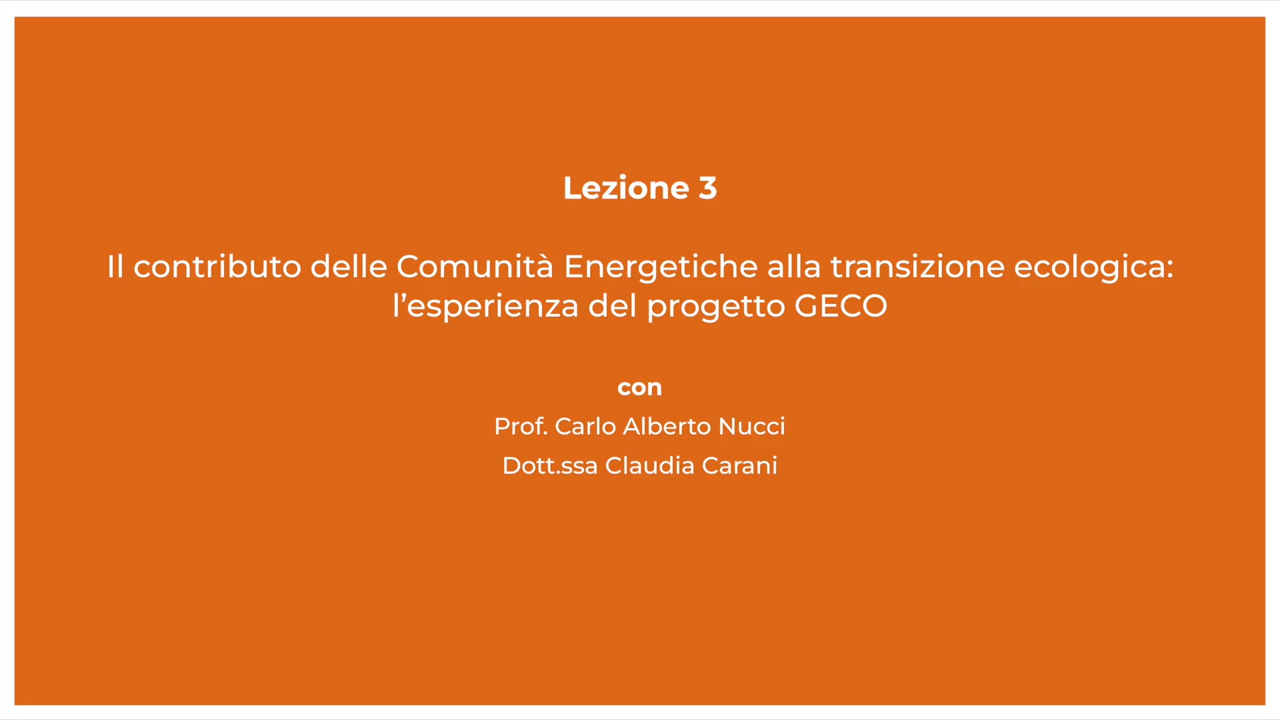 Lezione 3
Il contributo delle Comunità Energetiche alla transizione ecologica:
l’esperienza del progetto GECO
con
Prof. Carlo Alberto Nucci
Dott.ssa Claudia Carani